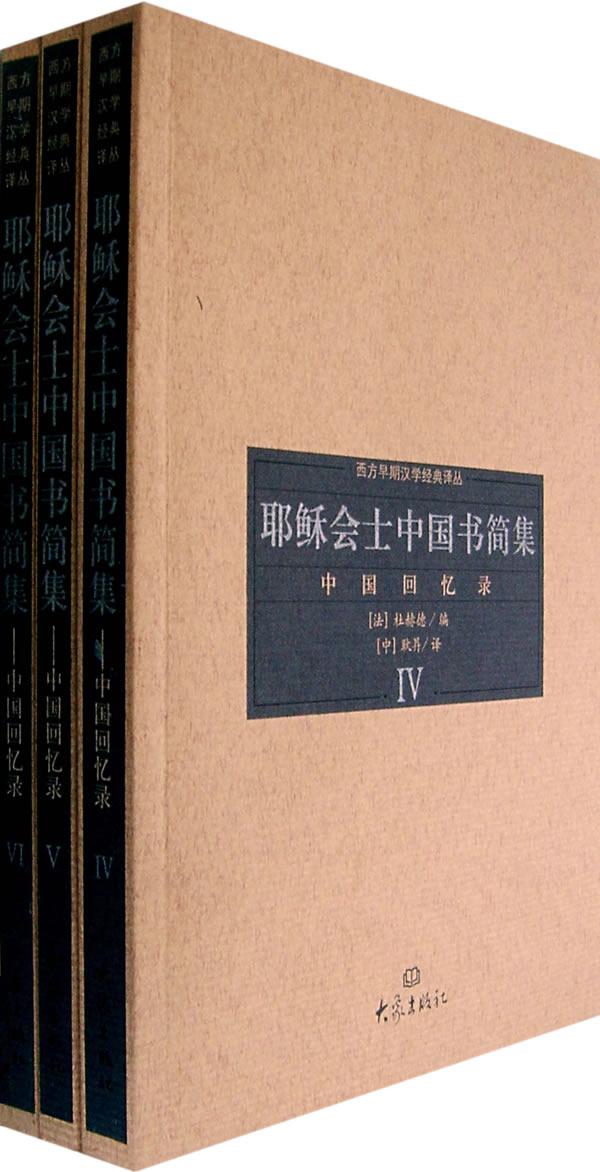 西方早期汉学经典译丛
耶稣会士中国书简集——中国回忆录
VI
西方早期汉学经典译丛
耶稣会士中国书简集——中国回忆录
V
西方早期汉学经典译丛
耶稣会士中国书简集——中国回忆录
IV
西方早期汉学经典译丛
耶稣会士中国书简集
中国回忆录
[法]杜赫德/编
[中]耿昇/译
IV
大象出版社